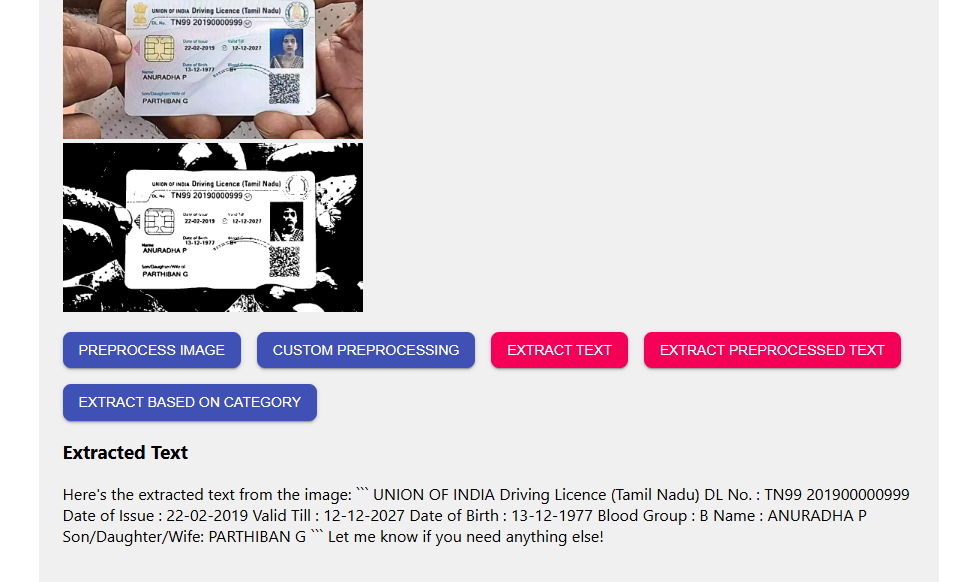 UNION OF INDIA Driving Licence (Tamil Nadu)
DL No. TN99 20190000999
Date of Issue Valid Till
22-02-2019 12-12-2027
Date of Birth Blood Group
13-12-1977 B+
Name
ANURADHA P
Son/Daughter/Wife of
PARTHIBAN G
UNION OF INDIA Driving Licence (Tamil Nadu)
DL No. TN99 20190000999
Date of Issue Valid Till
22-02-2019 12-12-2027
Date of Birth Blood Group
13-12-1977 B+
Name
ANURADHA P
Son/Daughter/Wife of
PARTHIBAN G
PREPROCESS IMAGE CUSTOM PREPROCESSING EXTRACT TEXT EXTRACT PREPROCESSED TEXT
EXTRACT BASED ON CATEGORY
Extracted Text
Here's the extracted text from the image: ``` UNION OF INDIA Driving Licence (Tamil Nadu) DL No. : TN99 201900000999
Date of Issue : 22-02-2019 Valid Till : 12-12-2027 Date of Birth : 13-12-1977 Blood Group : B Name : ANURADHA P
Son/Daughter/Wife: PARTHIBAN G ``` Let me know if you need anything else!